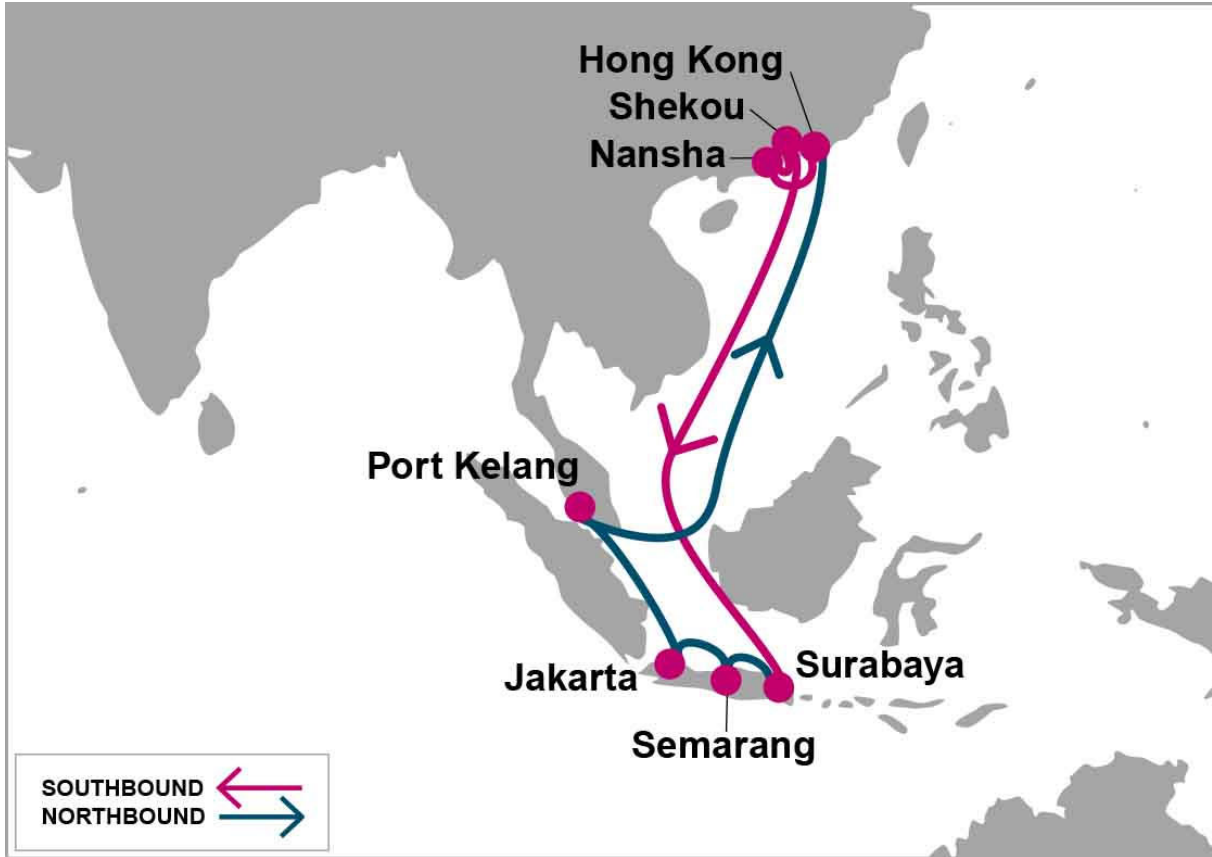 Hong Kong
Shekou
Nansha
Port Kelang
Jakarta
Surabaya
Semarang
SOUTHBOUND
NORTHBOUND